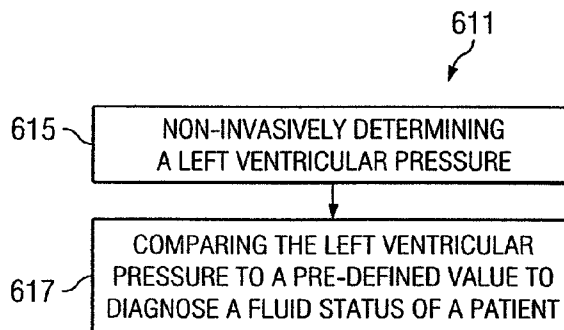 611
615
NON-INVASIVELY DETERMINING
A LEFT VENTRICULAR PRESSURE
617
COMPARING THE LEFT VENTRICULAR
PRESSURE TO A PRE-DEFINED VALUE TO
DIAGNOSE A FLUID STATUS OF A PATIENT